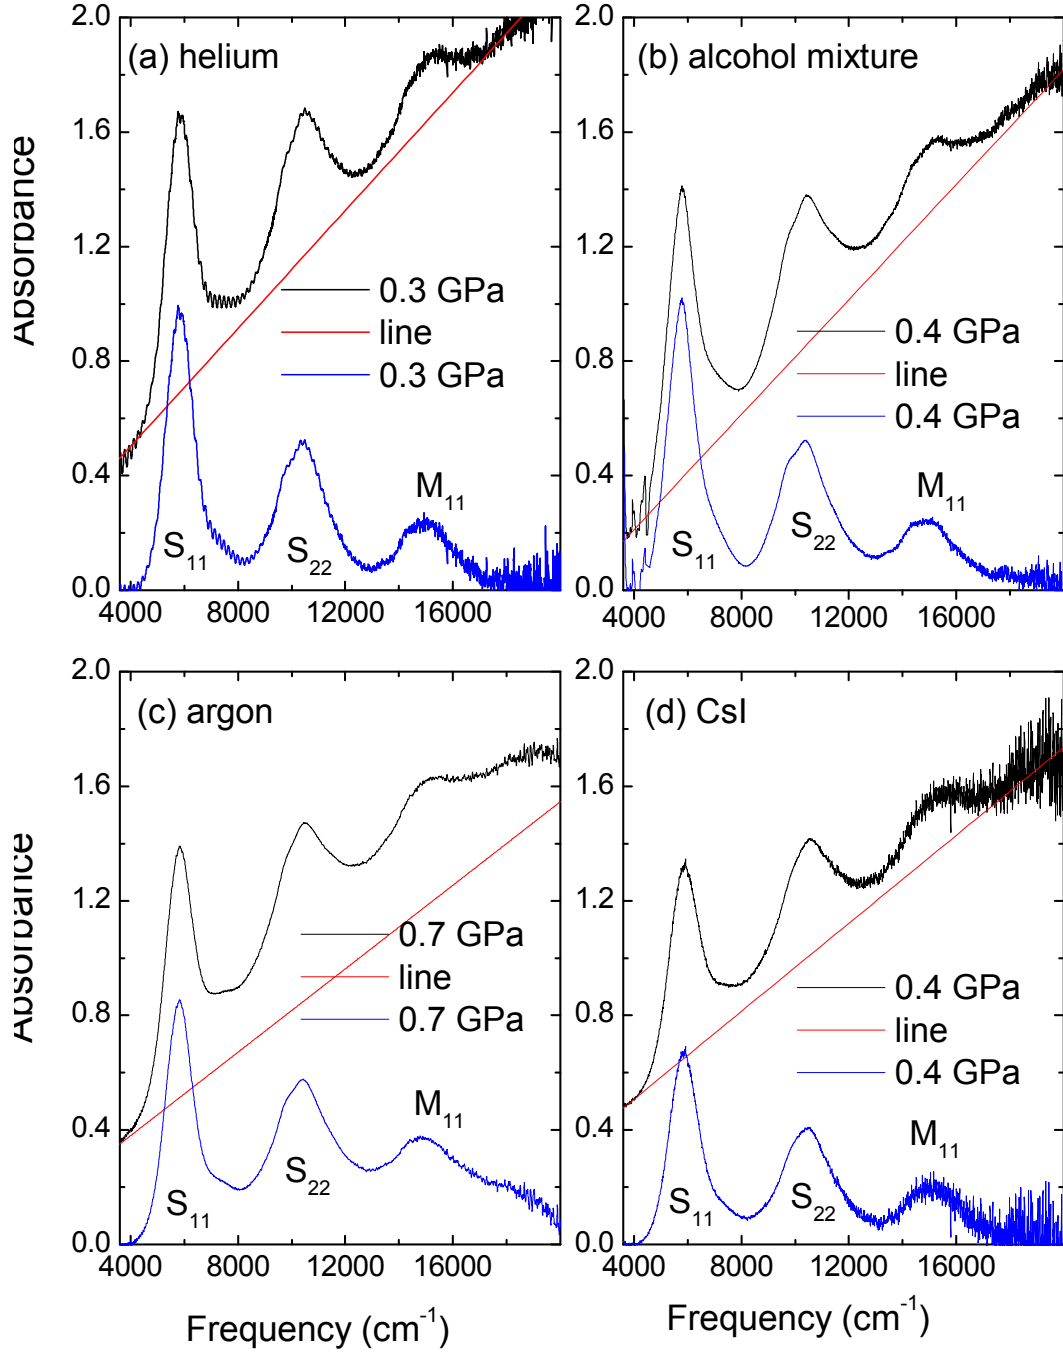 (a) helium
Absorbance
2.0
1.6
1.2
0.8
0.4
0.0
0.3 GPa
line
0.3 GPa
S11
S22
M11
4000 8000 12000 16000
(b) alcohol mixture
2.0
1.6
1.2
0.8
0.4
0.0
0.4 GPa
line
0.4 GPa
S11
S22
M11
4000 8000 12000 16000
(c) argon
Absorbance
2.0
1.6
1.2
0.8
0.4
0.0
0.7 GPa
line
0.7 GPa
S11
S22
M11
4000 8000 12000 16000
Frequency (cm-1)
(d) CsI
2.0
1.6
1.2
0.8
0.4
0.0
0.4 GPa
line
0.4 GPa
S11
S22
M11
4000 8000 12000 16000
Frequency (cm-1)